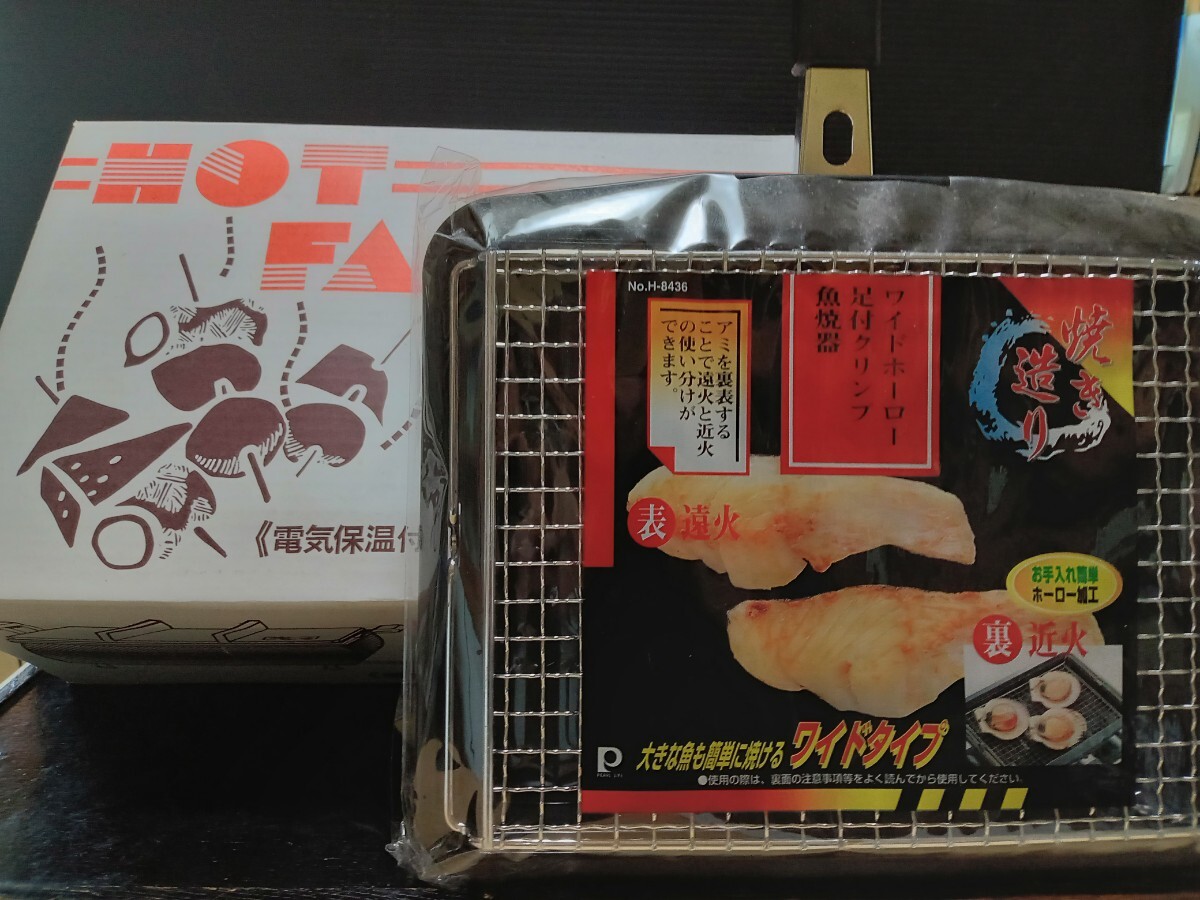 HOT
FA
《電気保温付
No.H-8436
アミを裏表する
ことで遠火と近火
の使い分けが
できます。
ワイドホーロー
足付クリンプ
魚焼器
焼き
造り
表 遠火
お手入れ簡単
ホーロー加工
裏 近火
P
PEARL LIFE
大きな魚も簡単に焼ける ワイドタイプ
●使用の際は、裏面の注意事項等をよく読んでから使用してください。